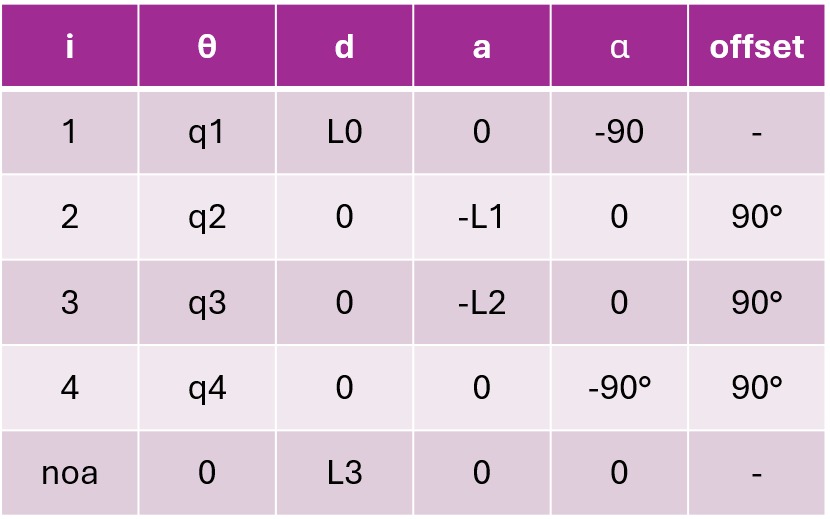 i θ d a α offset
1 q1 L0 0 -90 -
2 q2 0 -L1 0 90°
3 q3 0 -L2 0 90°
4 q4 0 0 -90° 90°
noa 0 L3 0 0 -